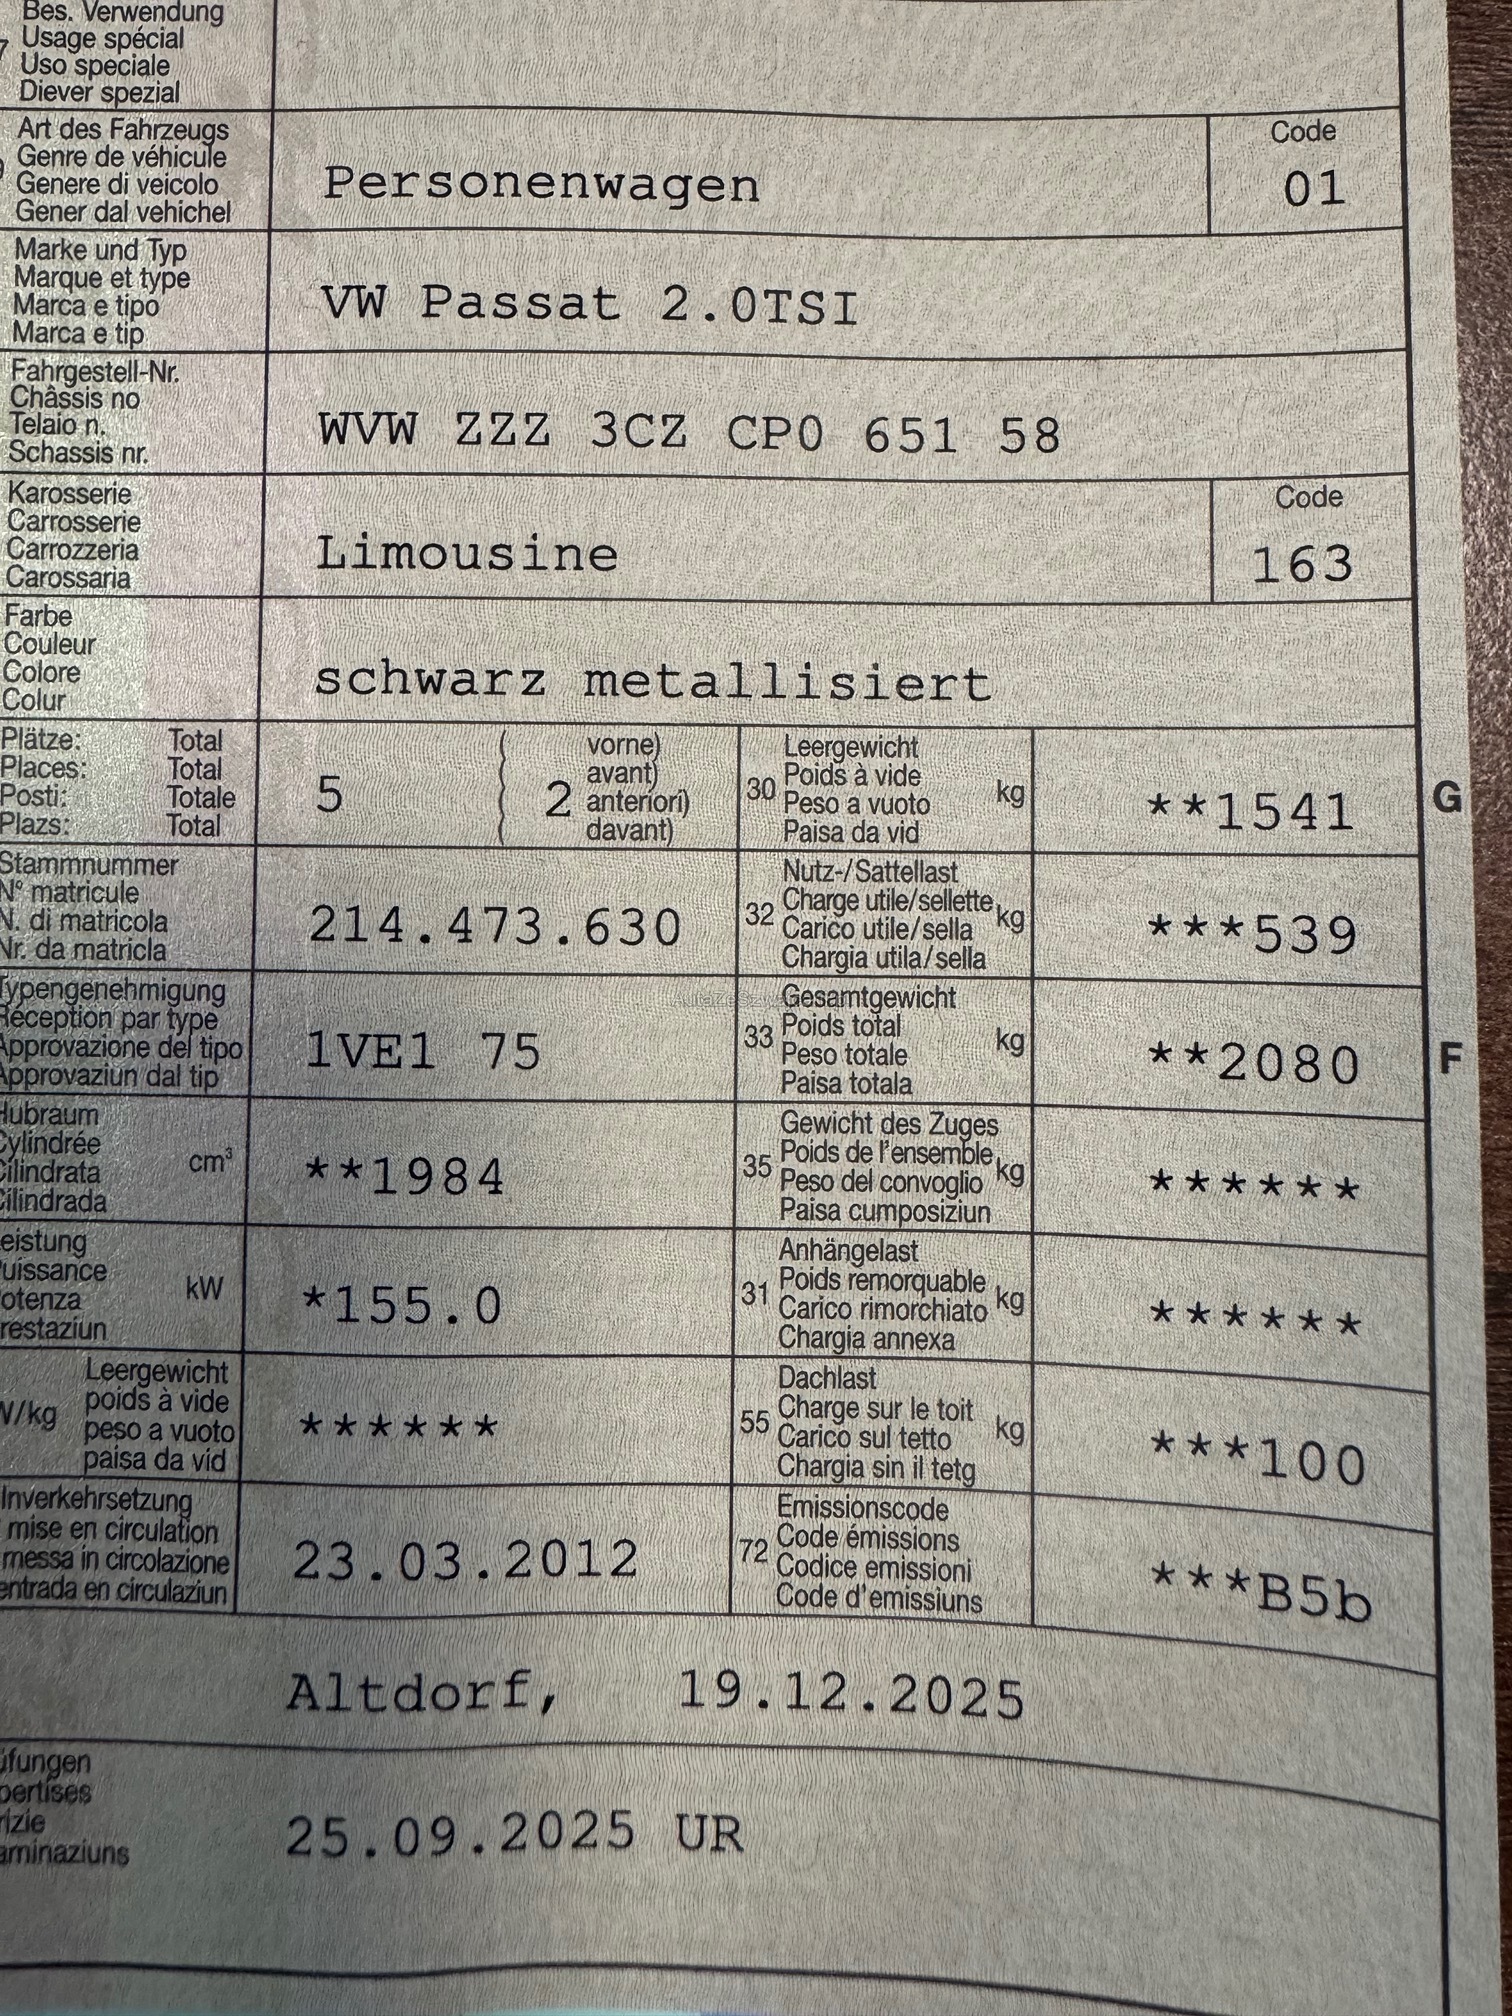 Bes. Verwendung
Usage spécial
Uso speciale
Diever spezial
Art des Fahrzeugs
Genre de véhicule
Genere di veicolo
Gener dal vehichel
Personenwagen
Code
01
Marke und Typ
Marque et type
Marca e tipo
Marca e tip
VW Passat 2.0TSI
Fahrgestell-Nr.
Châssis no
Telaio n.
Schassis nr.
WVW ZZZ 3CZ CP0 651 58
Karosserie
Carrosserie
Carrozzeria
Carossaria
Limousine
Code
163
Farbe
Couleur
Colore
Colur
schwarz metallisiert
Plätze: Total
Places: Total
Posti: Totale
Plazs: Total
5
2
vorne)
avant)
anteriori)
davant)
30
Leergewicht
Poids à vide
Peso a vuoto
Paisa da vid
kg
**1541
G
Stammnummer
N° matricule
N. di matricola
Nr. da matricla
214.473.630
32
Nutz-/Sattellast
Charge utile/sellette
Carico utile/sella
Chargia utila/sella
kg
***539
Typengenehmigung
Réception par type
Approvazione del tipo
Approvaziun dal tip
1VE1 75
33
Gesamtgewicht
Poids total
Peso totale
Paisa totala
kg
**2080
F
Hubraum
Cylindrée
Cilindrata
Cilindrada
cm³
**1984
35
Gewicht des Zuges
Poids de l'ensemble
Peso del convoglio
Paisa cumposiziun
kg
******
eistung
uissance
otenza
restaziun
kW
*155.0
31
Anhängelast
Poids remorquable
Carico rimorchiato
Chargia annexa
kg
******
/kg
Leergewicht
poids à vide
peso a vuoto
paisa da vid
******
55
Dachlast
Charge sur le toit
Carico sul tetto
Chargia sin il tetg
kg
***100
Inverkehrsetzung
mise en circulation
messa in circolazione
entrada en circulaziun
23.03.2012
72
Emissionscode
Code émissions
Codice emissioni
Code d'emissiuns
***B5b
Altdorf, 19.12.2025
üfungen
pertises
rizie
aminaziuns
25.09.2025 UR